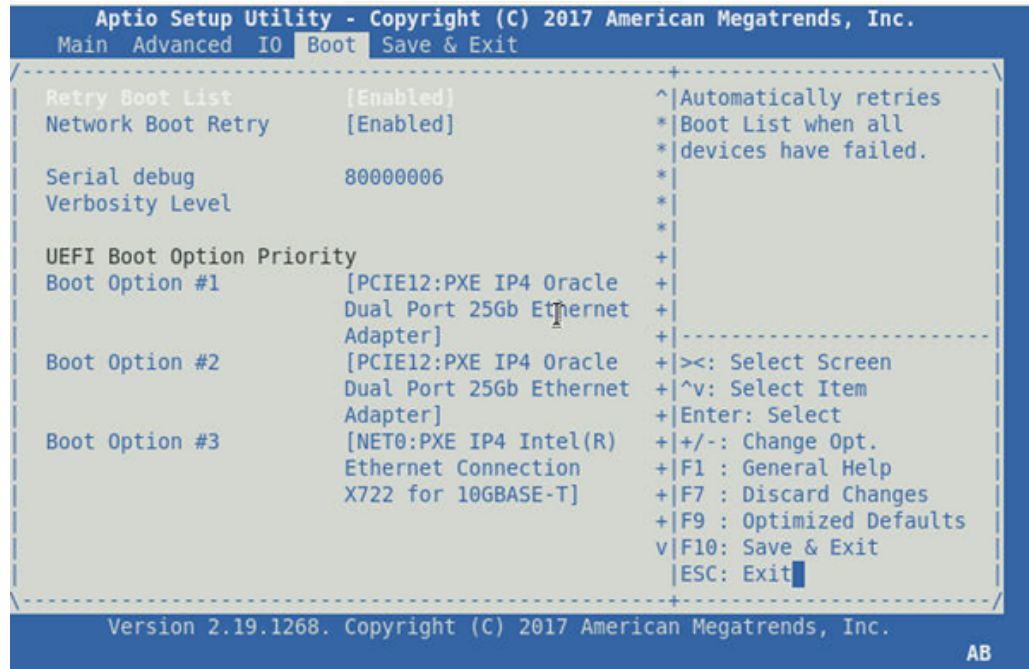 Aptio Setup Utility - Copyright (C) 2017 American Megatrends, Inc.
Main Advanced IO Boot Save & Exit
Retry Boot List [Enabled]
Network Boot Retry [Enabled]
Serial debug 80000006
Verbosity Level
UEFI Boot Option Priority
Boot Option #1 [PCIE12:PXE IP4 Oracle
Dual Port 25Gb Ethernet
Adapter]
Boot Option #2 [PCIE12:PXE IP4 Oracle
Dual Port 25Gb Ethernet
Adapter]
Boot Option #3 [NET0:PXE IP4 Intel(R)
Ethernet Connection
X722 for 10GBASE-T]
Automatically retries
Boot List when all
devices have failed.
><: Select Screen
^v: Select Item
Enter: Select
+/-: Change Opt.
F1 : General Help
F7 : Discard Changes
F9 : Optimized Defaults
F10: Save & Exit
ESC: Exit
Version 2.19.1268. Copyright (C) 2017 American Megatrends, Inc.
AB